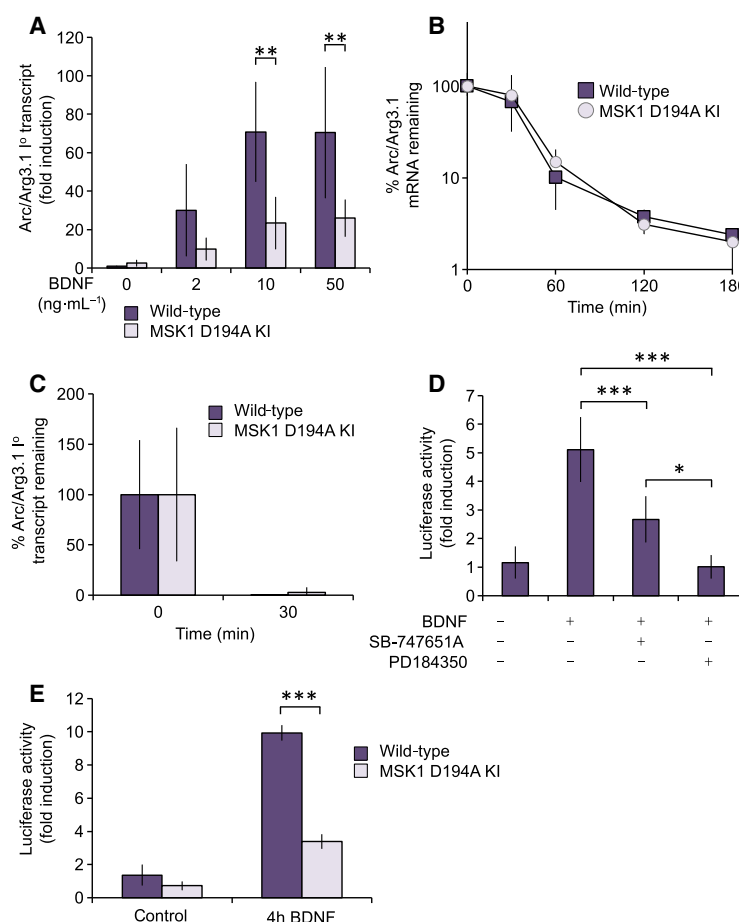 A
Arc/Arg3.1 Iº transcript
(fold induction)
120
100
80
60
40
20
0
**
**
0
2
10
50
BDNF
(ng·mL⁻¹)
Wild-type
MSK1 D194A KI
B
% Arc/Arg3.1
mRNA remaining
100
10
1
Wild-type
MSK1 D194A KI
0
60
120
180
Time (min)
C
% Arc/Arg3.1 Iº
transcript remaining
200
150
100
50
0
Wild-type
MSK1 D194A KI
0
30
Time (min)
D
Luciferase activity
(fold induction)
7
6
5
4
3
2
1
0
***
***
*
BDNF – + + +
SB-747651A – – + –
PD184350 – – – +
E
Luciferase activity
(fold induction)
12
10
8
6
4
2
0
***
Wild-type
MSK1 D194A KI
Control
4h BDNF